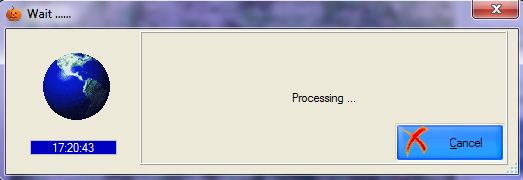 Wait ......
Processing ...
17:20:43
Cancel